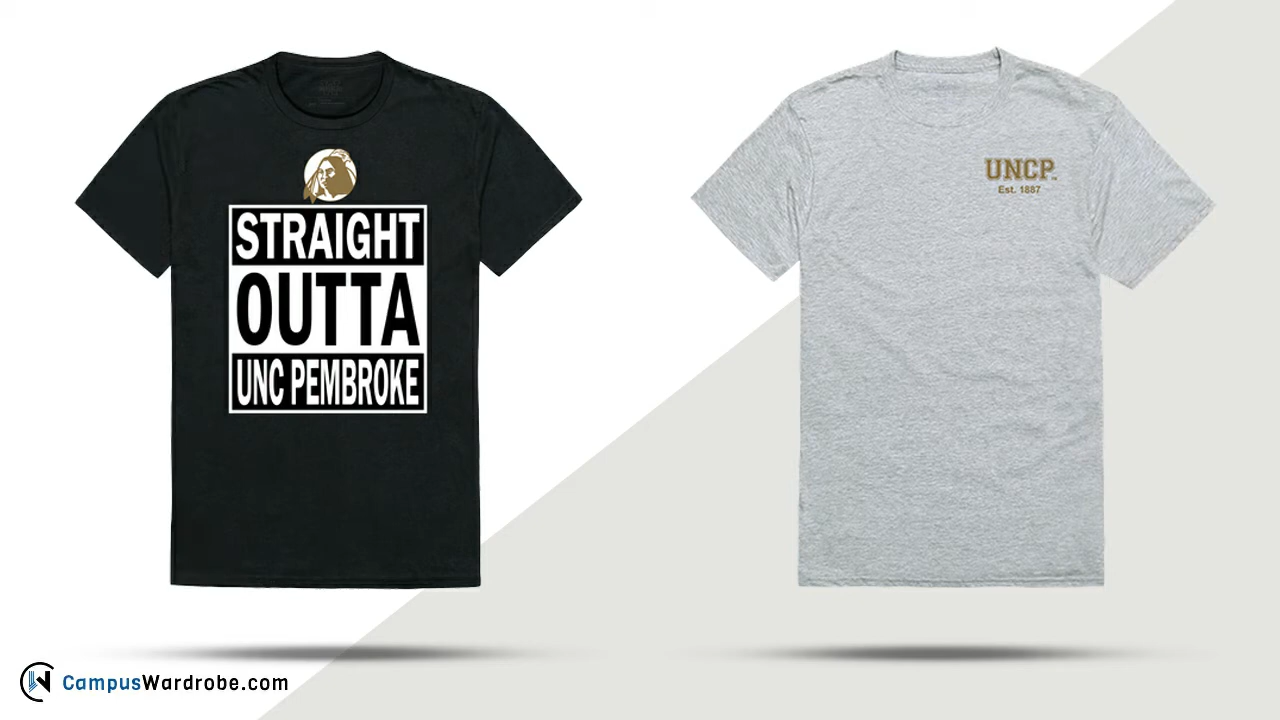 STRAIGHT
OUTTA
UNC PEMBROKE
UNCP
Est. 1887
CampusWardrobe.com